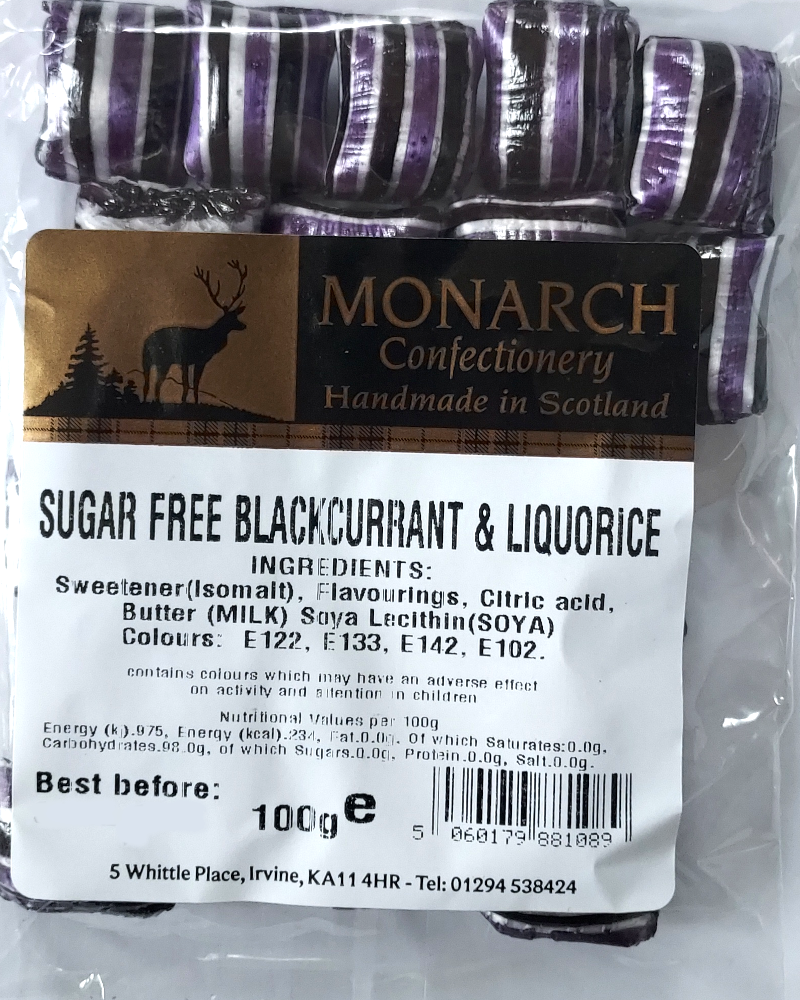 MONARCH
Confectionery
Handmade in Scotland
SUGAR FREE BLACKCURRANT & LIQUORICE
INGREDIENTS:
Sweetener(Isomalt), Flavourings, Citric acid,
Butter (MILK) Soya Lecithin(SOYA)
Colours: E122, E133, E142, E102.
contains colours which may have an adverse effect
on activity and attention in children
Nutritional Values per 100g
Energy (kj).975, Energy (kcal).234, Fat.0.0g, Of which Saturates:0.0g,
Carbohydrates.98.0g, of which Sugars.0.0g, Protein.0.0g, Salt.0.0g.
Best before:
100g e
5 060179 881089
5 Whittle Place, Irvine, KA11 4HR - Tel: 01294 538424